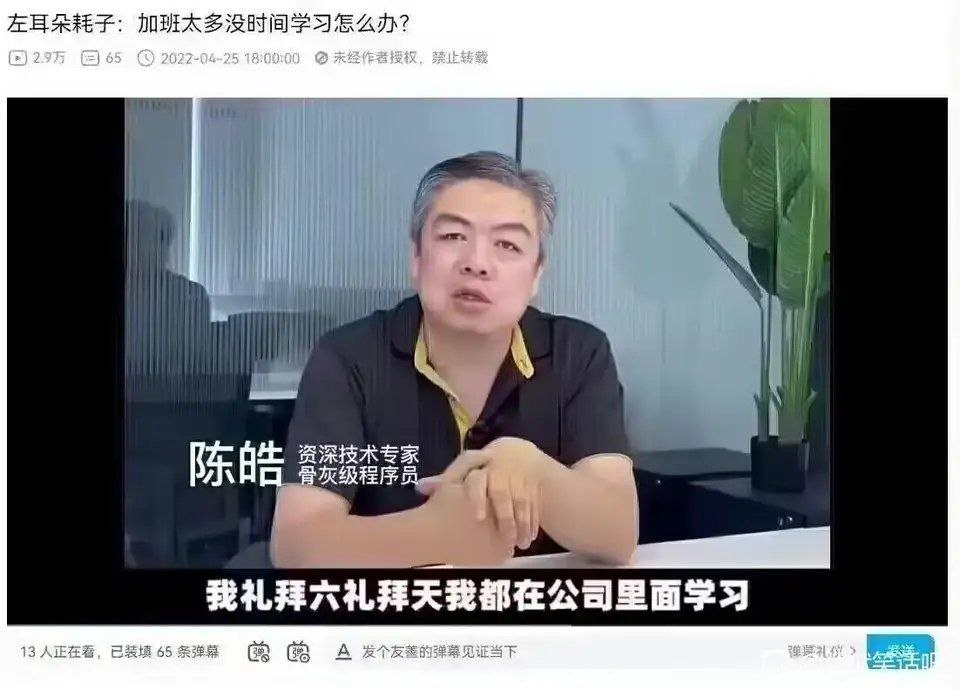 左耳朵耗子：加班太多没时间学习怎么办？
2.9万 65 2022-04-25 18:00:00 未经作者授权，禁止转载
陈皓 资深技术专家
骨灰级程序员
我礼拜六礼拜天我都在公司里面学习
13 人正在看，已装填 65 条弹幕 弹 弹 A 发个友善的弹幕见证当下 弹幕礼仪 > 发送